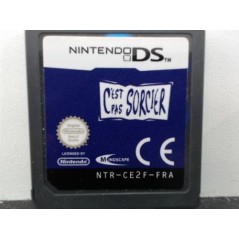 NINTENDO DS
C'EST
PAS SORCIER
LICENSED BY
Nintendo
MINDSCAPE
CE
NTR-CE2F-FRA